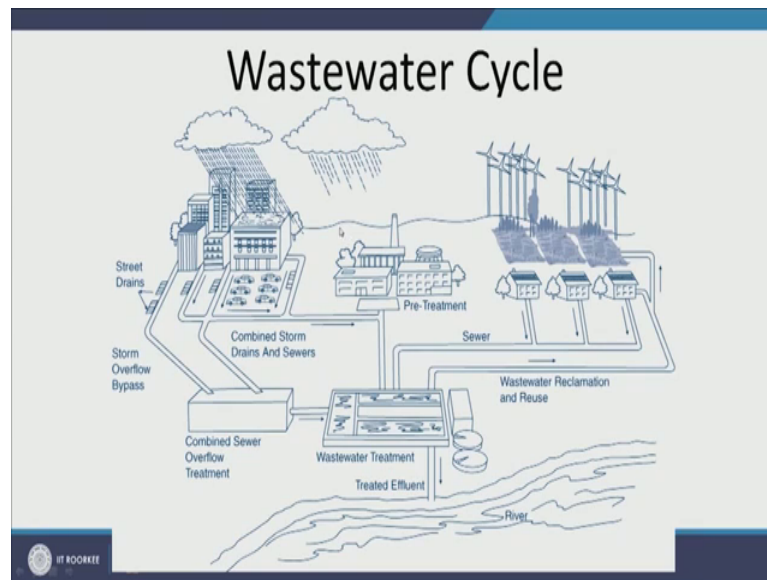 Wastewater Cycle
Street
Drains
Pre-Treatment
Combined Storm
Drains And Sewers
Sewer
Storm
Overflow
Bypass
Wastewater Reclamation
and Reuse
Combined Sewer
Overflow
Treatment
Wastewater Treatment
Treated Effluent
River
IIT ROORKEE